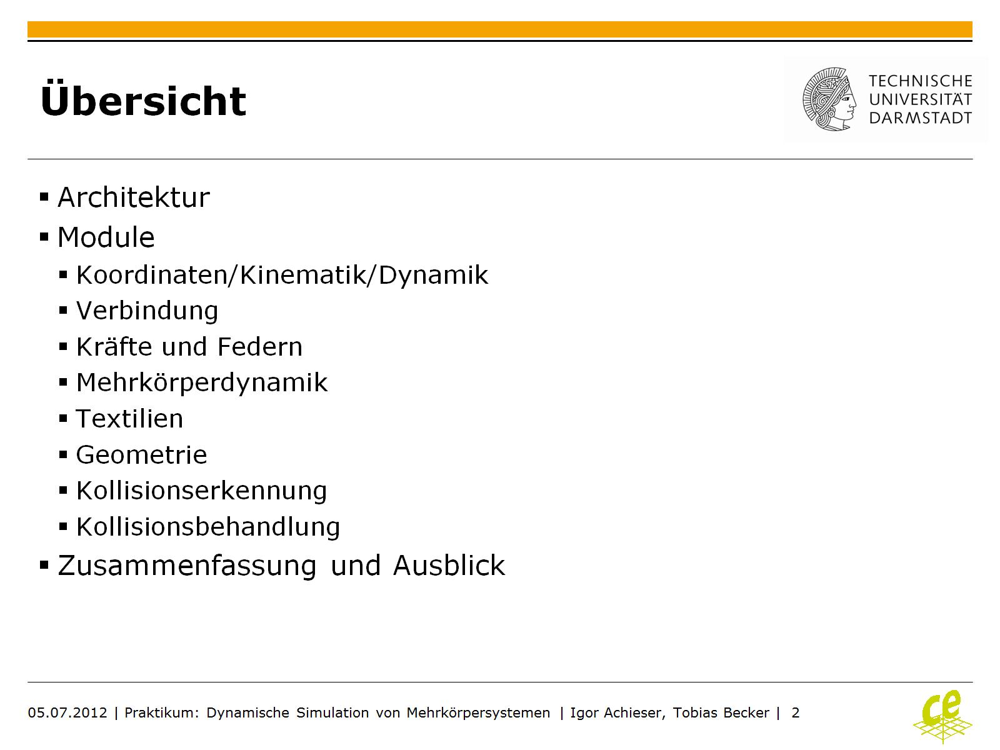 Übersicht
TECHNISCHE
UNIVERSITÄT
DARMSTADT
▪ Architektur
▪ Module
▪ Koordinaten/Kinematik/Dynamik
▪ Verbindung
▪ Kräfte und Federn
▪ Mehrkörperdynamik
▪ Textilien
▪ Geometrie
▪ Kollisionserkennung
▪ Kollisionsbehandlung
▪ Zusammenfassung und Ausblick
05.07.2012 | Praktikum: Dynamische Simulation von Mehrkörpersystemen | Igor Achieser, Tobias Becker | 2
ce